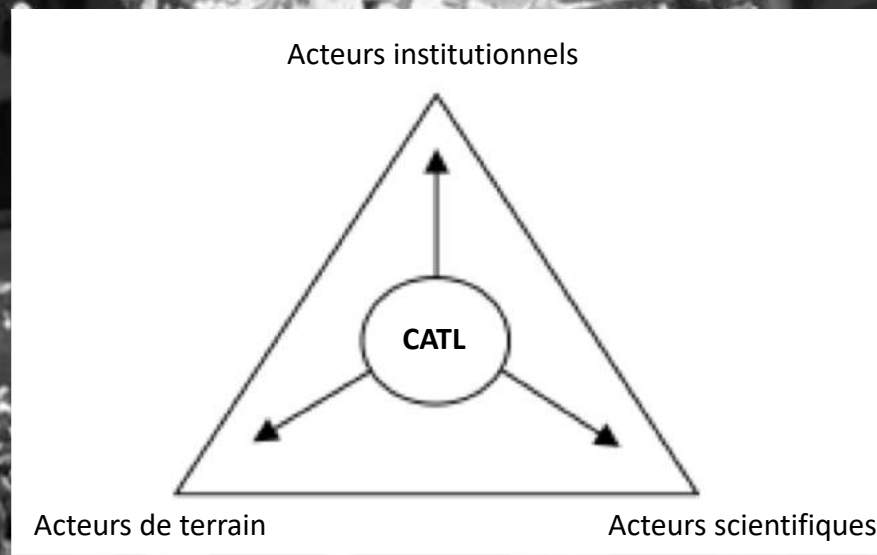 Acteurs institutionnels
CATL
Acteurs de terrain
Acteurs scientifiques